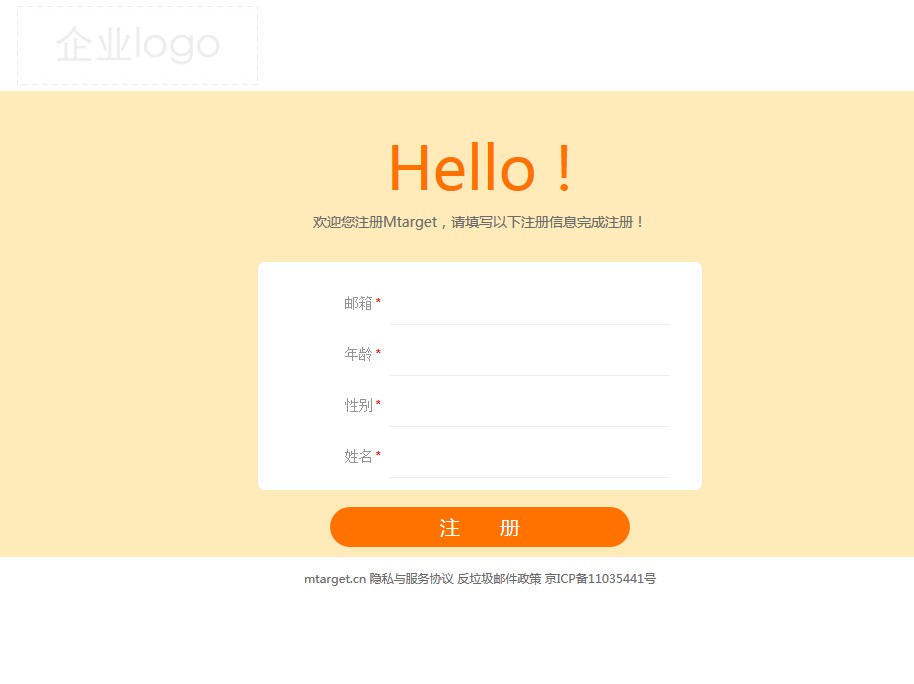 企业logo
Hello！
欢迎您注册Mtarget，请填写以下注册信息完成注册！
邮箱*
年龄*
性别*
姓名*
注 册
mtarget.cn 隐私与服务协议 反垃圾邮件政策 京ICP备11035441号